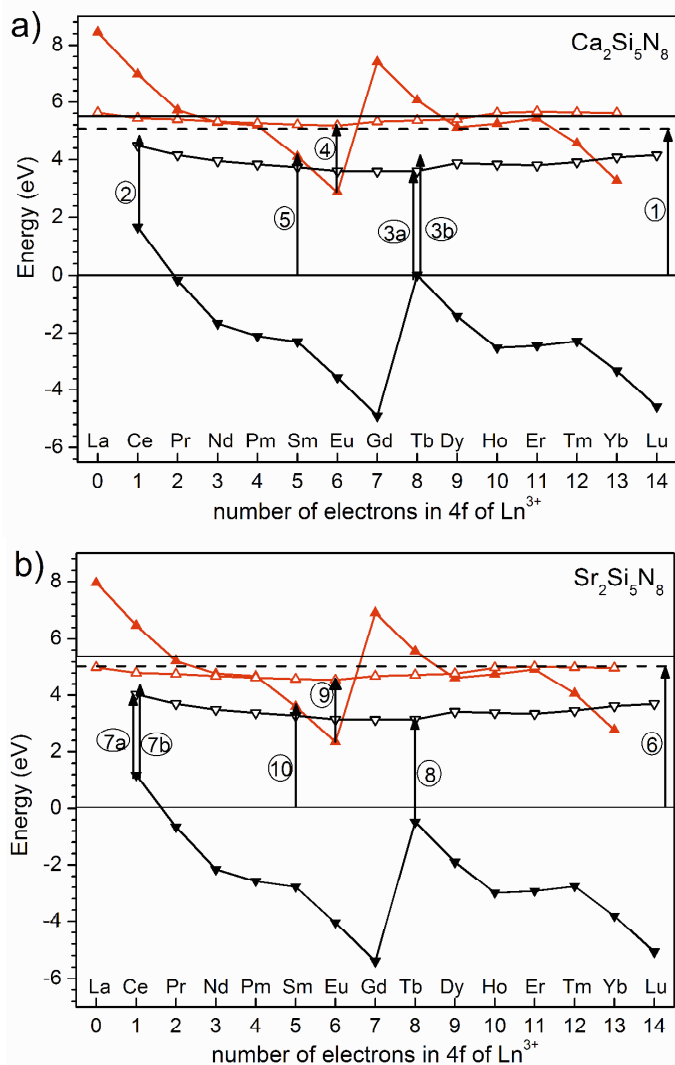 a)
Ca₂Si₅N₈
8
6
4
2
0
-2
-4
-6
Energy (eV)
1
2
3a
3b
4
5
La Ce Pr Nd Pm Sm Eu Gd Tb Dy Ho Er Tm Yb Lu
0 1 2 3 4 5 6 7 8 9 10 11 12 13 14
number of electrons in 4f of Ln³⁺
b)
Sr₂Si₅N₈
8
6
4
2
0
-2
-4
-6
Energy (eV)
6
7a
7b
8
9
10
La Ce Pr Nd Pm Sm Eu Gd Tb Dy Ho Er Tm Yb Lu
0 1 2 3 4 5 6 7 8 9 10 11 12 13 14
number of electrons in 4f of Ln³⁺